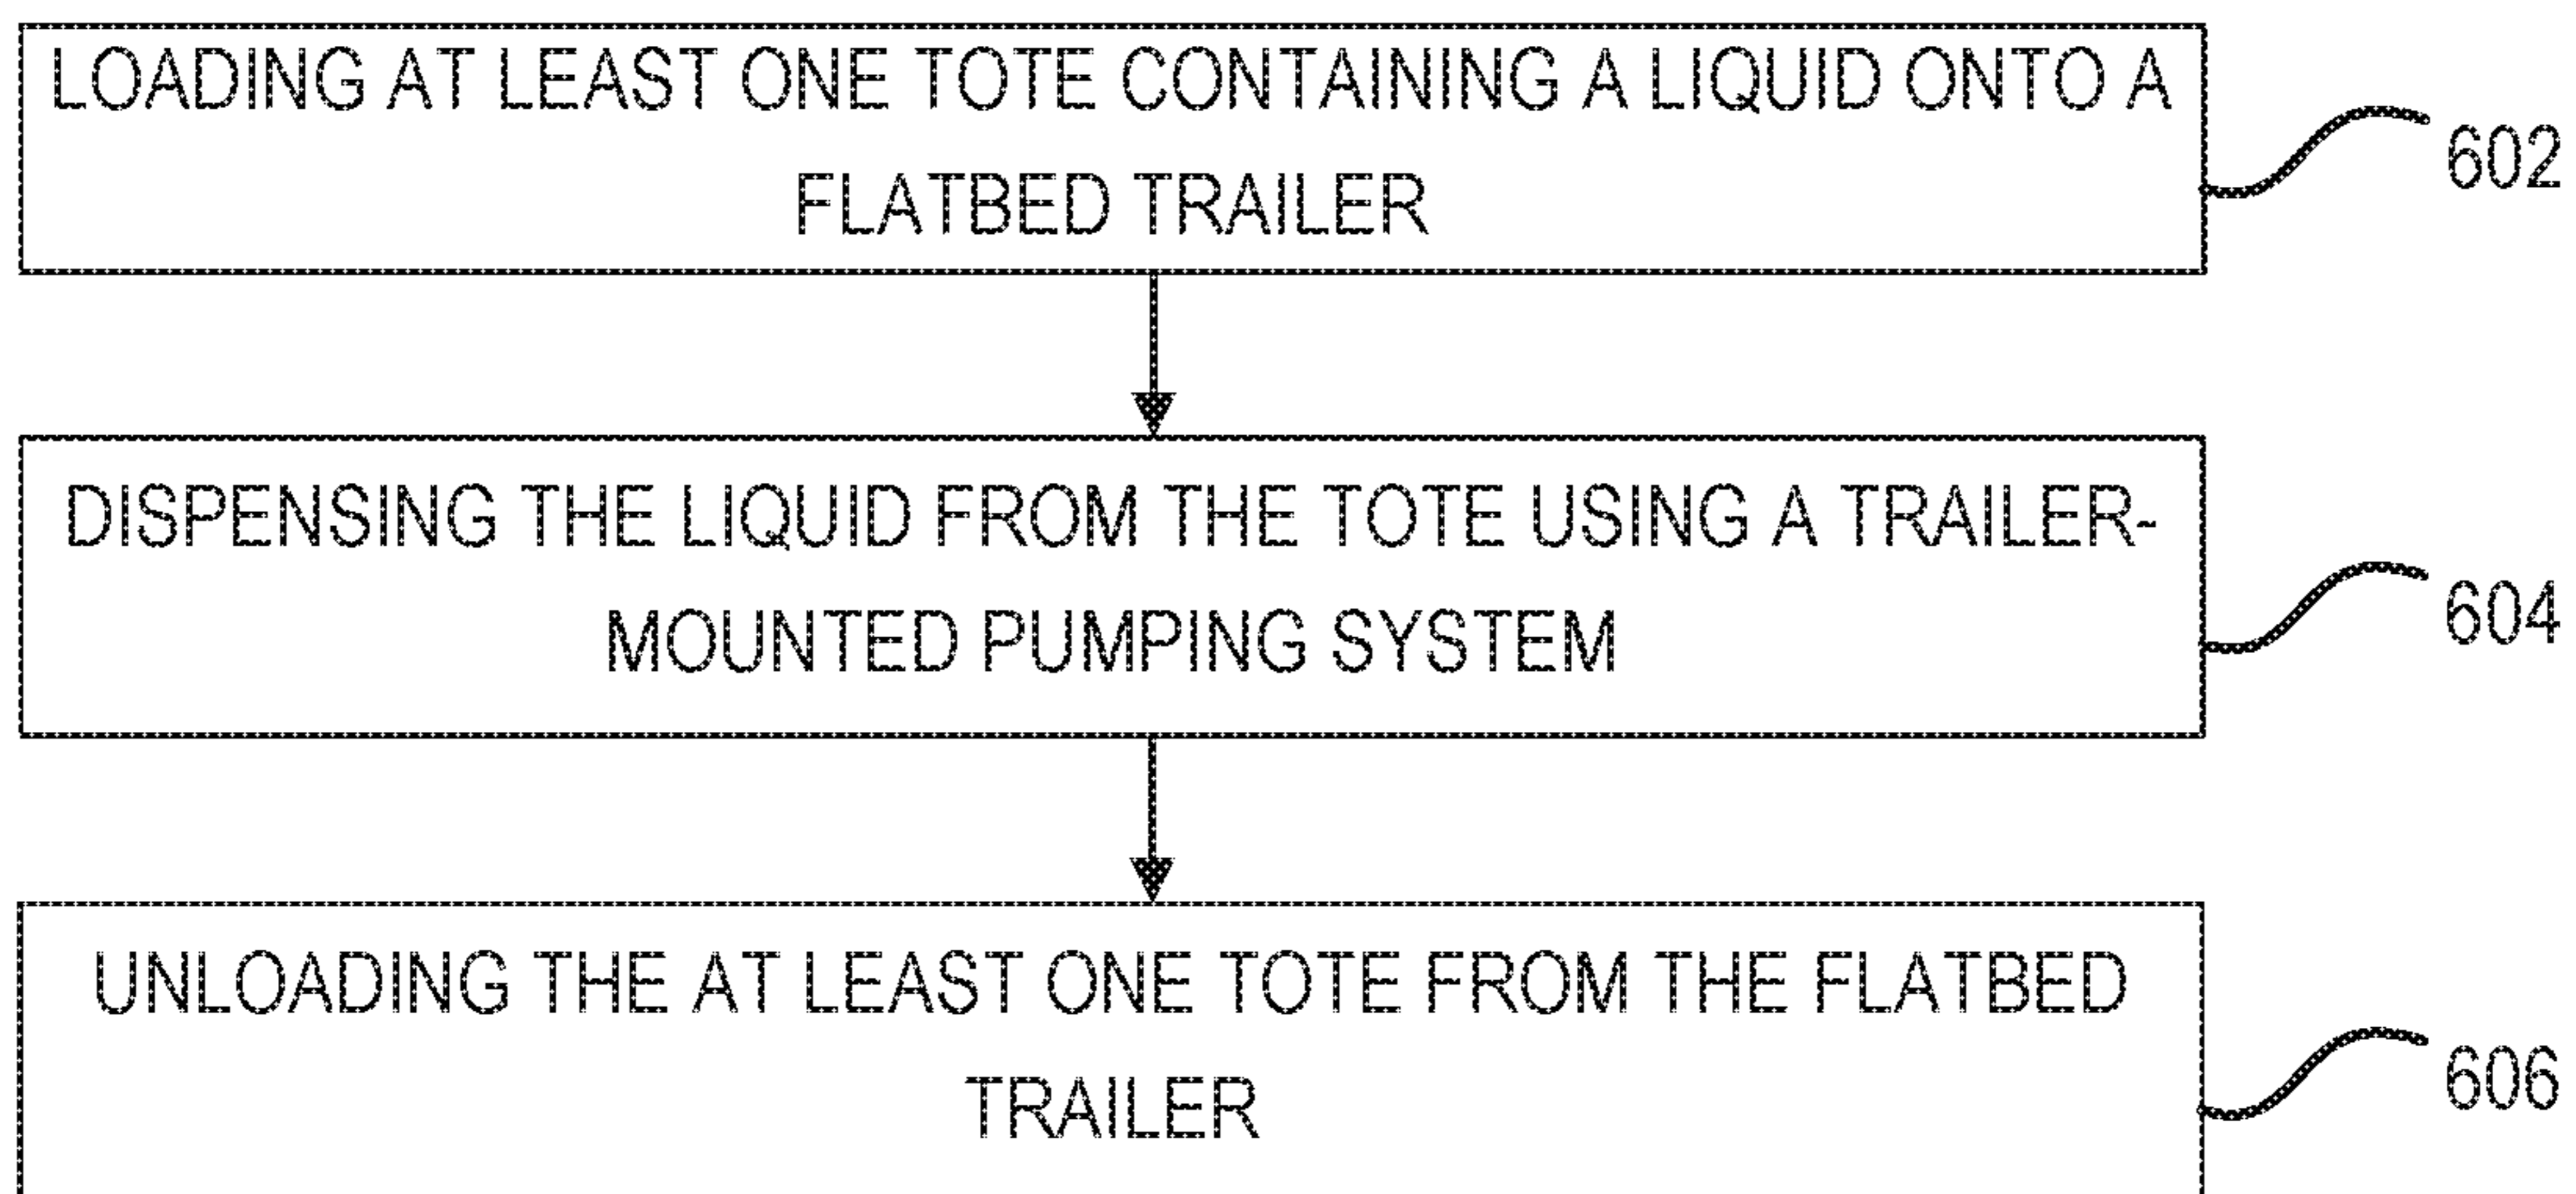 LOADING AT LEAST ONE TOTE CONTAINING A LIQUID ONTO A
FLATBED TRAILER
602
DISPENSING THE LIQUID FROM THE TOTE USING A TRAILER-
MOUNTED PUMPING SYSTEM
604
UNLOADING THE AT LEAST ONE TOTE FROM THE FLATBED
TRAILER
606